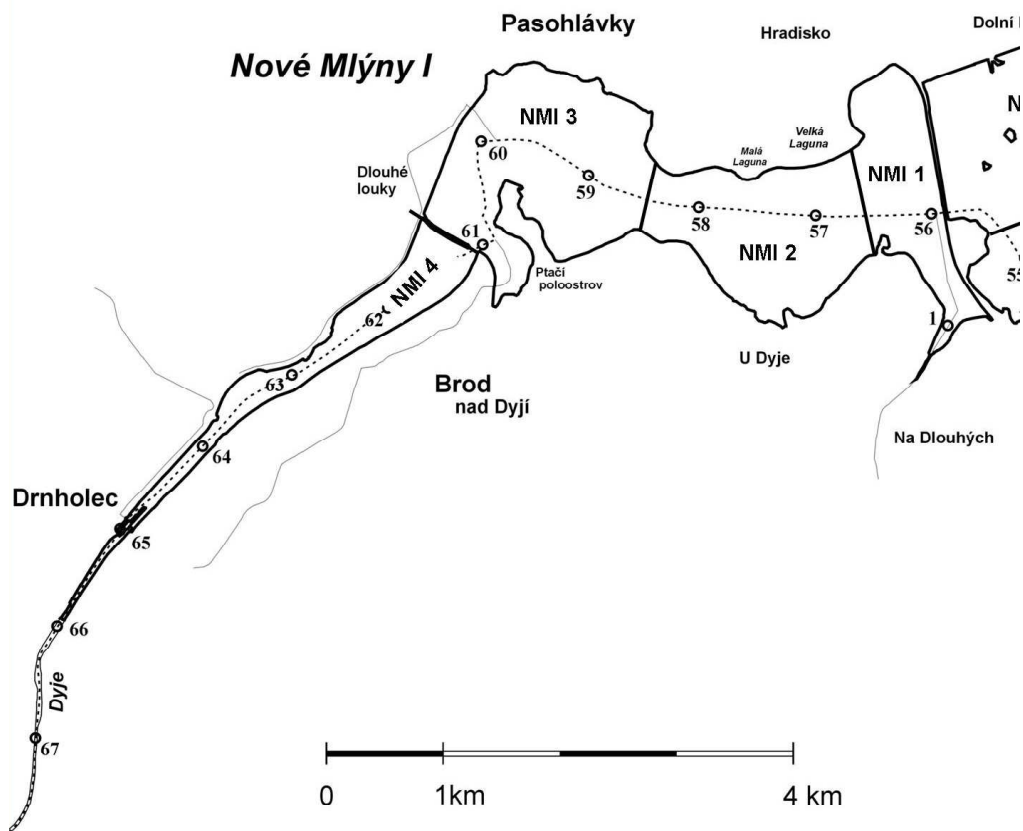 Pasohlávky
Hradisko
Dolní
Nové Mlýny I
NMI 3
N
60
Velká
Laguna
Malá
Laguna
Dlouhé
louky
59
NMI 1
58
57
56
61
NMI 2
55
NMI 4
Ptačí
poloostrov
62
1
U Dyje
63
Brod
nad Dyjí
64
Na Dlouhých
Drnholec
65
66
Dyje
67
0
1km
4 km